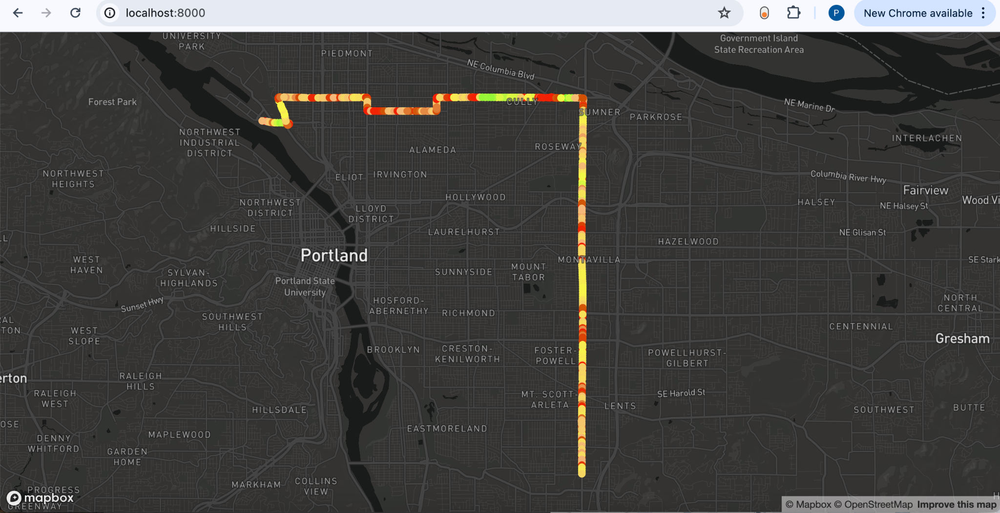 localhost:8000
P
New Chrome available
UNIVERSITY
PARK
PIEDMONT
Government Island
State Recreation Area
NE Columbia Blvd
Forest Park
CULLY
NE Marine Dr
SUMNER
PARKROSE
NORTHWEST
INDUSTRIAL
DISTRICT
INTERLACHEN
ALAMEDA
ROSEWAY
NORTHWEST
HEIGHTS
ELIOT
IRVINGTON
Columbia River Hwy
Fairview
HOLLYWOOD
Wood Vi
HALSEY
NE Halsey St
NORTHWEST
DISTRICT
LLOYD
DISTRICT
HILLSIDE
LAURELHURST
NE Glisan St
L
HAZELWOOD
Portland
WEST
HAVEN
MONTAVILLA
SE Stark
SYLVAN-
HIGHLANDS
SUNNYSIDE
MOUNT
TABOR
Portland State
University
Sunset Hwy
HOSFORD-
ABERNETHY
RICHMOND
NORTH
CENTRAL
AL
TON
SOUTHWEST
HILLS
CENTENNIAL
WEST
SLOPE
Gresham
BROOKLYN
CRESTON-
KENILWORTH
FOSTER-
POWELL
POWELLHURST-
GILBERT
erton
RALEIGH
HILLS
RALEIGH
WEST
MT. SCOTT-
ARLETA
SE Harold St
LENTS
HILLSDALE
SOUTHWEST
BUTTE
OSE
EASTMORELAND
MAPLEWOOD
DENNY
WHITFORD
GARDEN
HOME
MARKHAM
COLLINS
VIEW
PROGRESS
GREENWAY
mapbox
H
© Mapbox © OpenStreetMap Improve this map